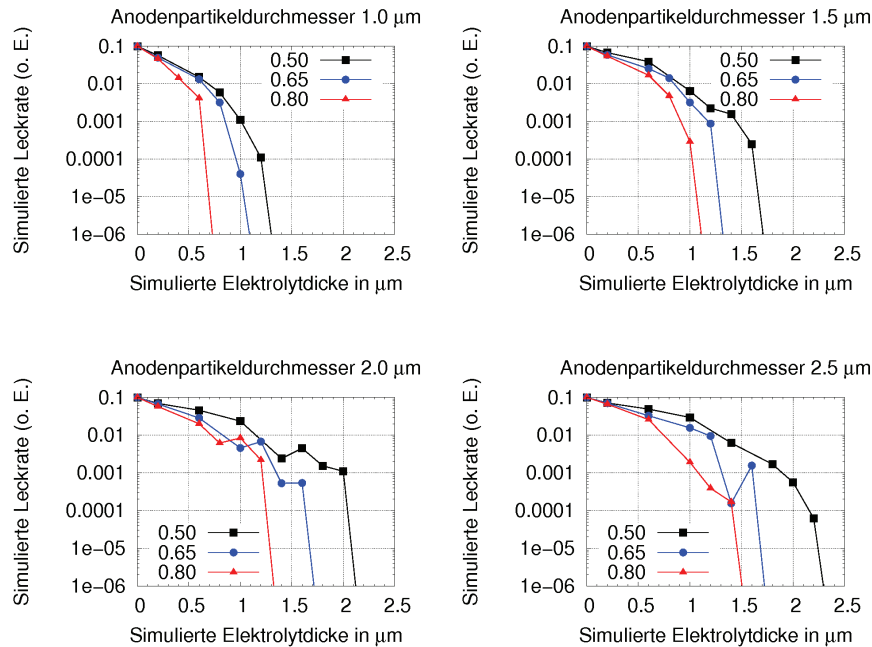 Anodenpartikeldurchmesser 1.0 µm
Simulierte Leckrate (o. E.)
0.1
0.01
0.001
0.0001
1e−05
1e−06
0.50
0.65
0.80
0 0.5 1 1.5 2 2.5
Simulierte Elektrolytdicke in µm
Anodenpartikeldurchmesser 1.5 µm
Simulierte Leckrate (o. E.)
0.1
0.01
0.001
0.0001
1e−05
1e−06
0.50
0.65
0.80
0 0.5 1 1.5 2 2.5
Simulierte Elektrolytdicke in µm
Anodenpartikeldurchmesser 2.0 µm
Simulierte Leckrate (o. E.)
0.1
0.01
0.001
0.0001
1e−05
1e−06
0.50
0.65
0.80
0 0.5 1 1.5 2 2.5
Simulierte Elektrolytdicke in µm
Anodenpartikeldurchmesser 2.5 µm
Simulierte Leckrate (o. E.)
0.1
0.01
0.001
0.0001
1e−05
1e−06
0.50
0.65
0.80
0 0.5 1 1.5 2 2.5
Simulierte Elektrolytdicke in µm